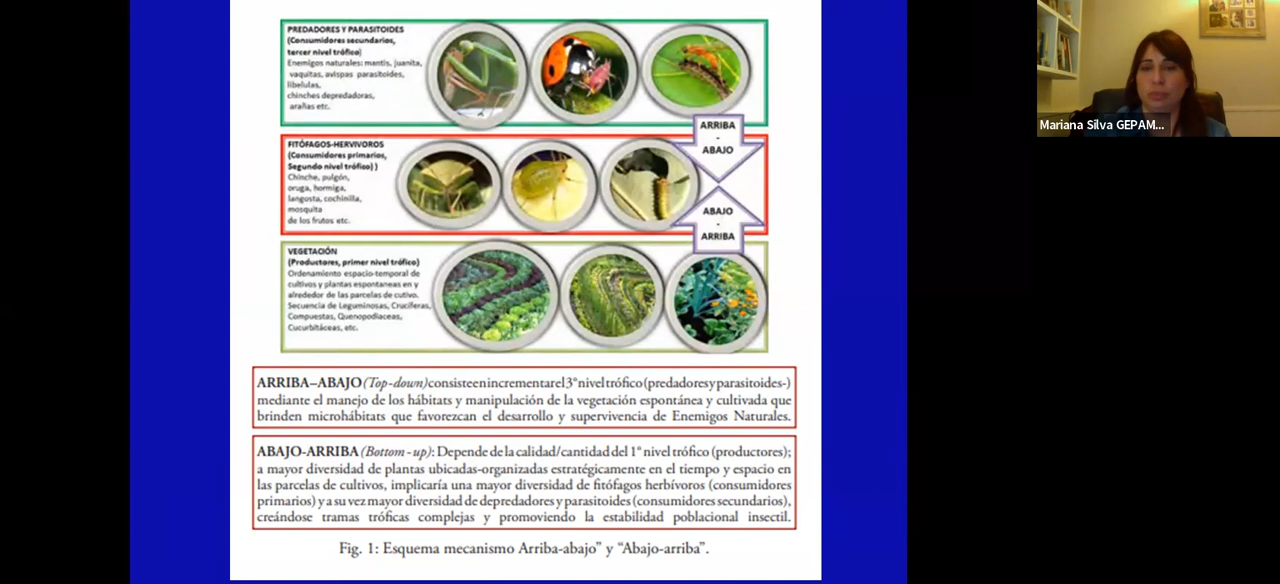 PREDADORES Y PARASITOIDES
(Consumidores secundarios,
tercer nivel trófico)
Enemigos naturales: mantis, juanita,
vaquitas, avispas parasitoides,
libelulas,
chinches depredadoras,
arañas etc.
ARRIBA
-
ABAJO
FITÓFAGOS-HERVIVOROS
(Consumidores primarios,
Segundo nivel trófico) )
Chinche, pulgón,
oruga, hormiga,
langosta, cochinilla,
mosquita
de los frutos etc.
ABAJO
-
ARRIBA
VEGETACIÓN
(Productores, primer nivel trófico)
Ordenamiento espacio-temporal de
cultivos y plantas espontaneas en y
alrededor de las parcelas de cutivo.
Secuencia de Leguminosas, Crucíferas,
Compuestas, Quenopodiaceas,
Cucurbitáceas, etc.
ARRIBA–ABAJO (Top-down) consiste en incrementar el 3° nivel trófico (predadores y parasitoides-)
mediante el manejo de los hábitats y manipulación de la vegetación espontánea y cultivada que
brinden microhábitats que favorezcan el desarrollo y supervivencia de Enemigos Naturales.
ABAJO-ARRIBA (Bottom - up): Depende de la calidad/cantidad del 1° nivel trófico (productores);
a mayor diversidad de plantas ubicadas-organizadas estratégicamente en el tiempo y espacio en
las parcelas de cultivos, implicaría una mayor diversidad de fitófagos herbívoros (consumidores
primarios) y a su vez mayor diversidad de depredadores y parasitoides (consumidores secundarios),
creándose tramas tróficas complejas y promoviendo la estabilidad poblacional insectil.
Fig. 1: Esquema mecanismo Arriba-abajo” y “Abajo-arriba”.
Mariana Silva GEPAM...